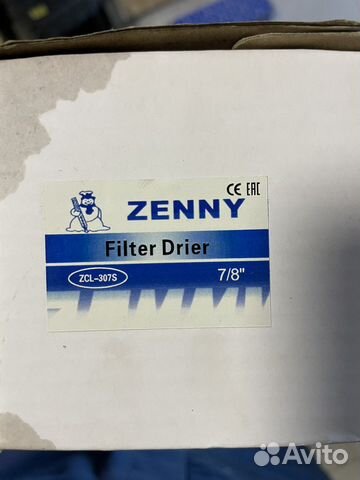 CE EAC
ZENNY
Filter Drier
ZCL-307S
7/8"
Avito